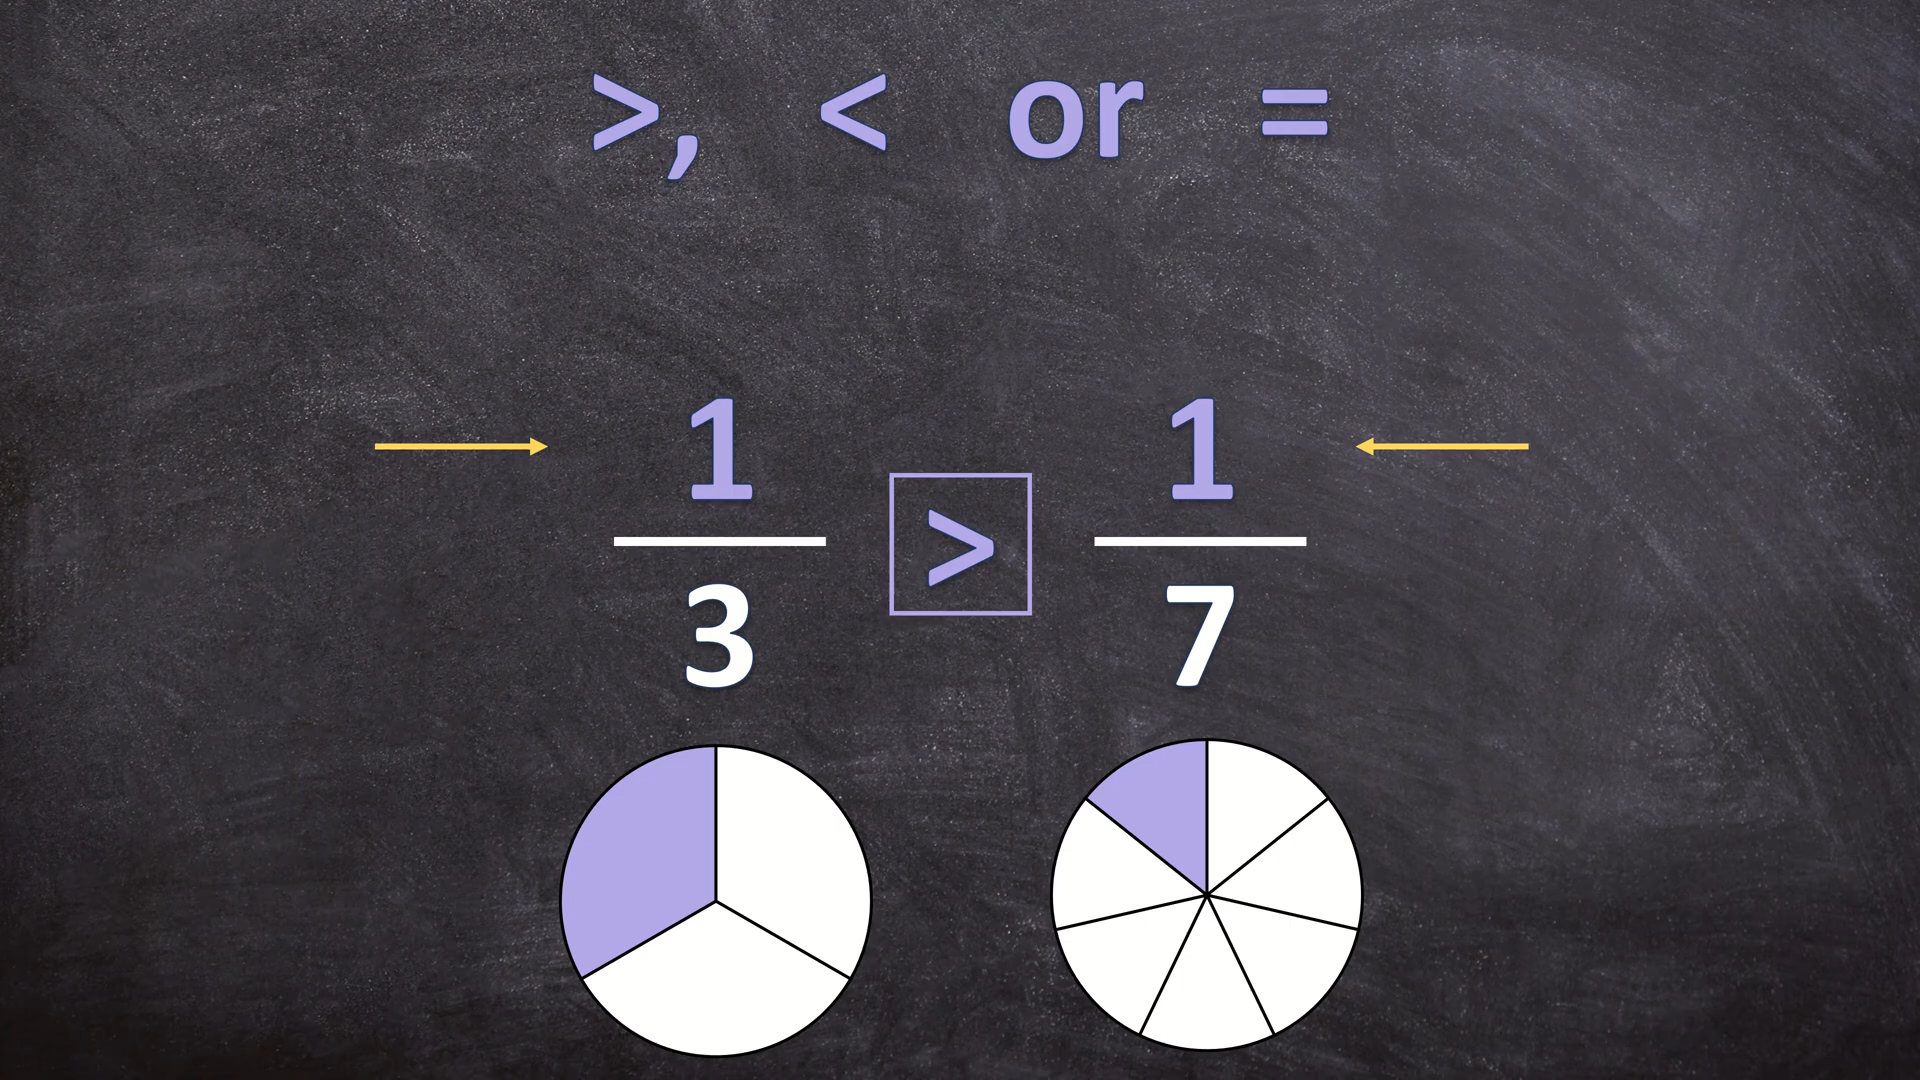 >, < or =
1 1
>
3 7